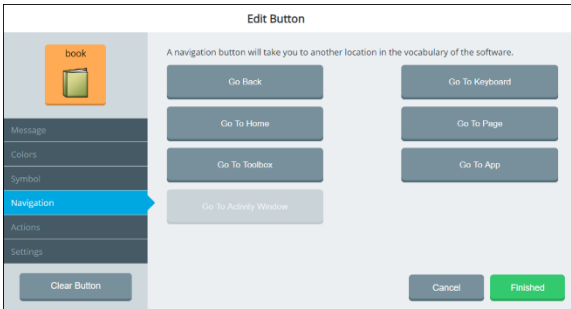 Edit Button
book
Message
Colors
Symbol
Navigation
Actions
Settings
Clear Button
A navigation button will take you to another location in the vocabulary of the software.
Go Back
Go To Keyboard
Go To Home
Go To Page
Go To Toolbox
Go To App
Go To Activity Window
Cancel
Finished